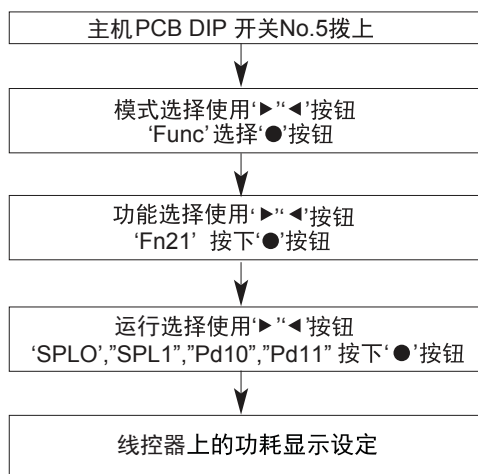 主机PCB DIP 开关No.5拨上
模式选择使用‘►’‘◄’按钮
‘Func’ 选择‘●’按钮
功能选择使用‘►’‘◄’按钮
‘Fn21’ 按下‘●’按钮
运行选择使用‘►’‘◄’按钮
‘SPLO’,”SPL1”,”Pd10”,”Pd11” 按下‘●’按钮
线控器上的功耗显示设定